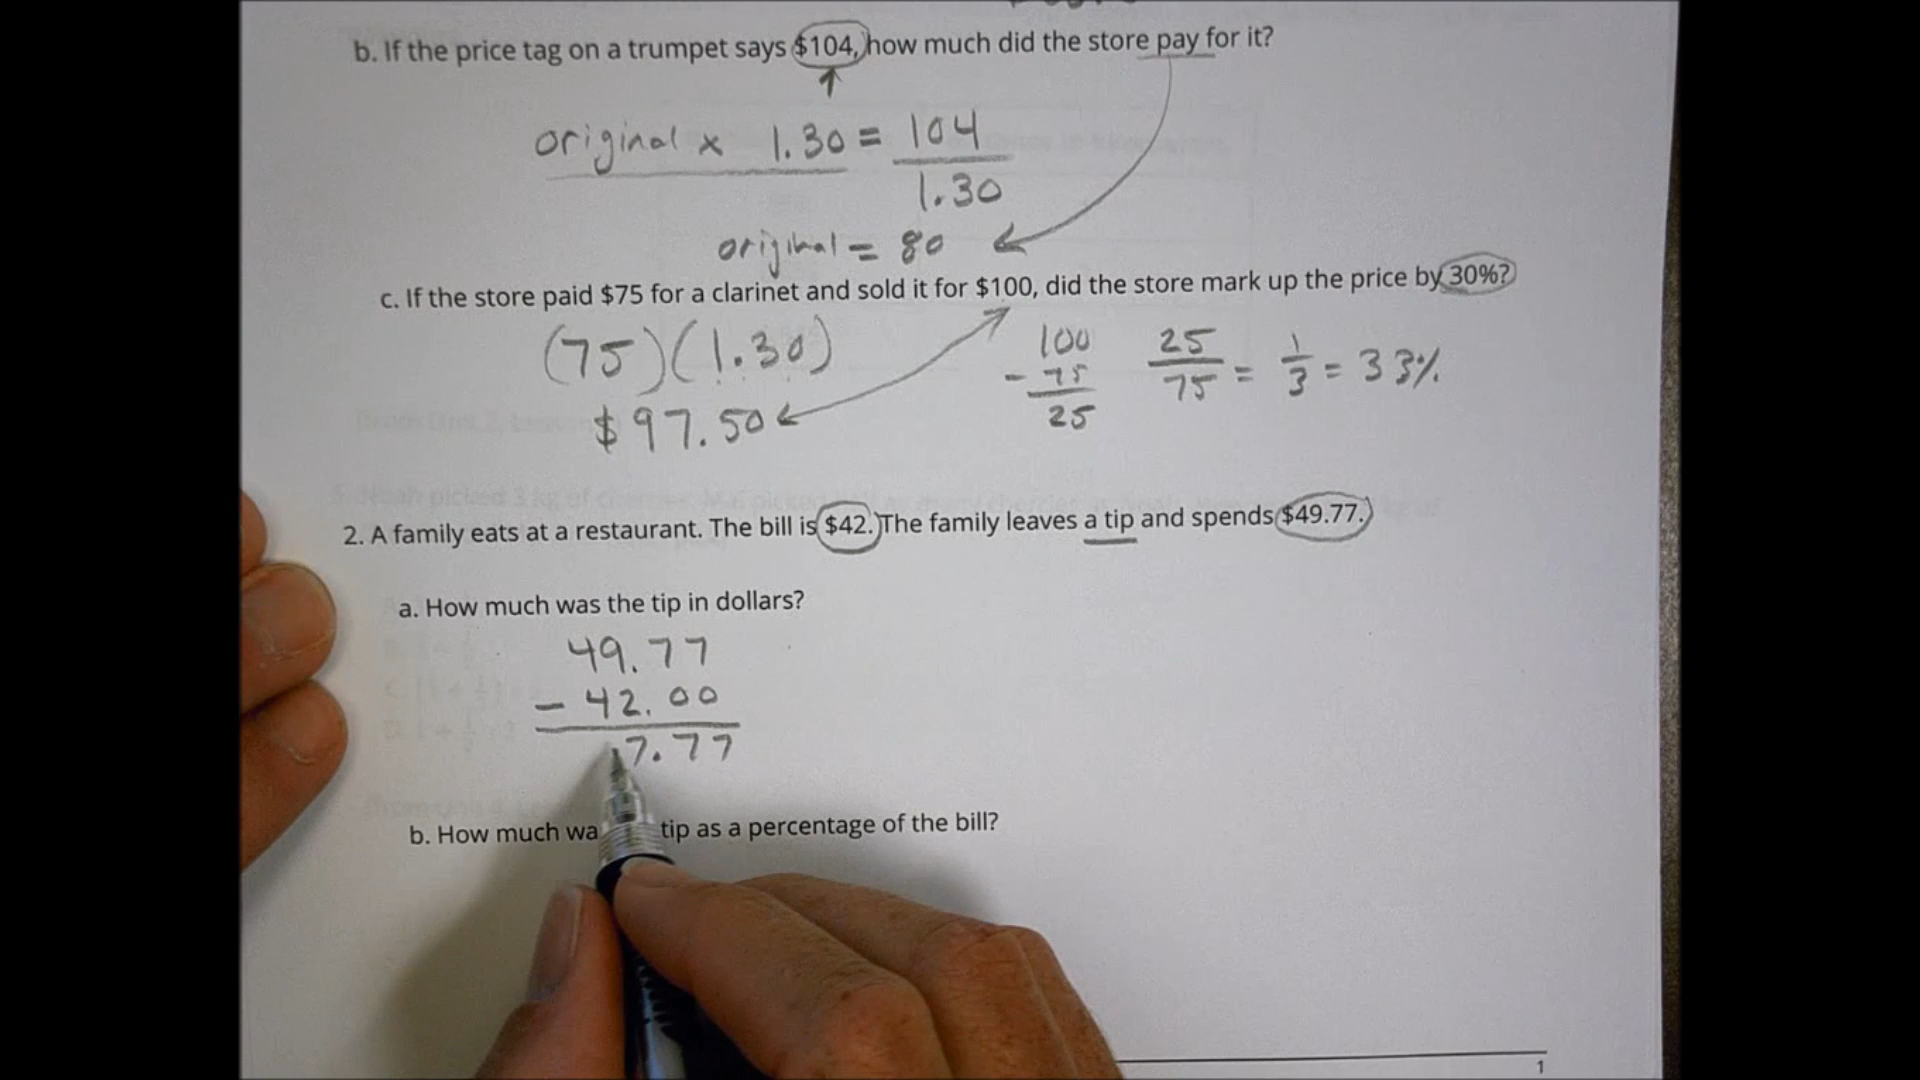 b. If the price tag on a trumpet says $104, how much did the store pay for it?
original x 1.30 = 104
1.30
original = 80
c. If the store paid $75 for a clarinet and sold it for $100, did the store mark up the price by 30%?
(75)(1.30)
$97.50
100
- 75
25
25/75 = 1/3 = 33%
2. A family eats at a restaurant. The bill is $42. The family leaves a tip and spends $49.77.
a. How much was the tip in dollars?
49.77
- 42.00
7.77
b. How much wa tip as a percentage of the bill?
1